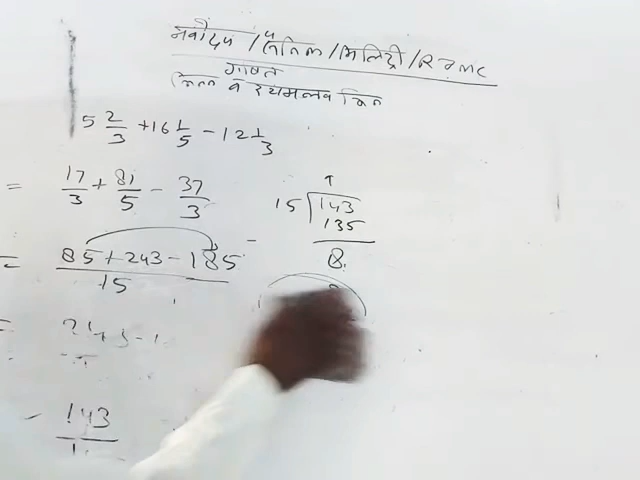 नवोदय / सैनिक / मिलिट्री / RIMC
गणित
भिन्न व दशमलव भिन्न
5 2/3 + 16 1/5 - 12 1/3
= 17/3 + 81/5 - 37/3
15 143
135
8
= 85 + 243 - 185 / 15
= 243 - 1
143